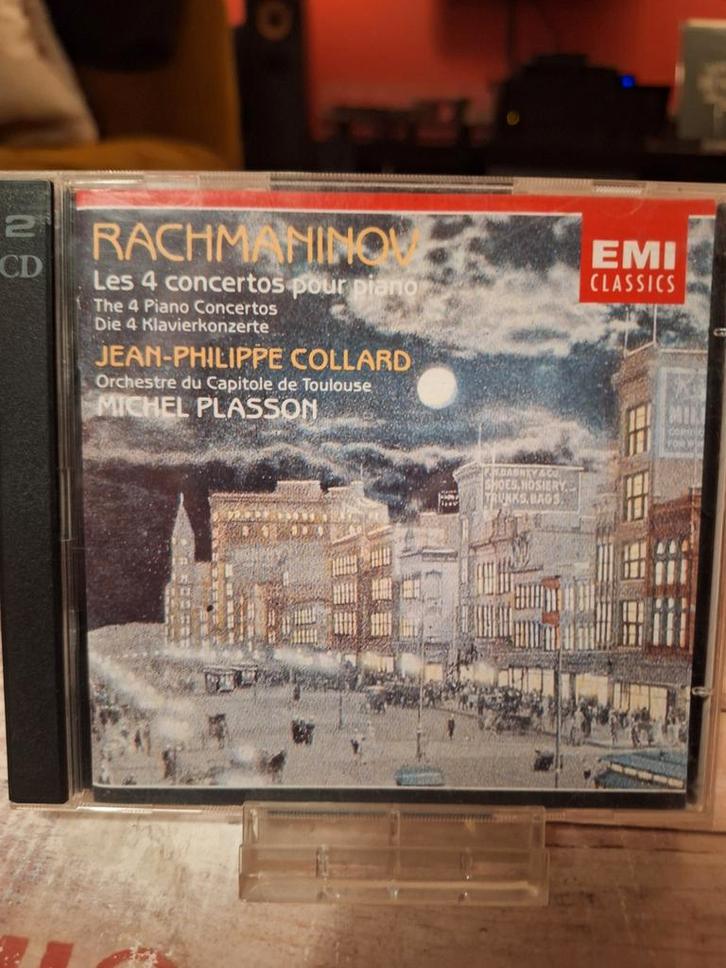 2
CD
RACHMANINOV
Les 4 concertos pour piano
The 4 Piano Concertos
Die 4 Klavierkonzerte
JEAN-PHILIPPE COLLARD
Orchestre du Capitole de Toulouse
MICHEL PLASSON
EMI
CLASSICS
SHOES, HOSIERY,
TRUNKS, BAGS